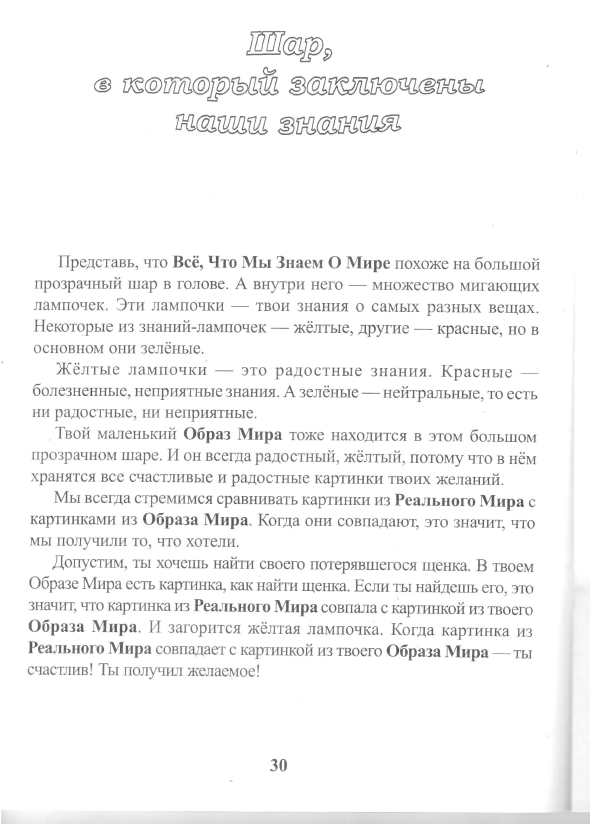 Шар,
в который заключены
наши знания
Представь, что Всё, Что Мы Знаем О Мире похоже на большой
прозрачный шар в голове. А внутри него — множество мигающих
лампочек. Эти лампочки — твои знания о самых разных вещах.
Некоторые из знаний-лампочек — жёлтые, другие — красные, но в
основном они зелёные.
Жёлтые лампочки — это радостные знания. Красные —
болезненные, неприятные знания. А зелёные — нейтральные, то есть
ни радостные, ни неприятные.
Твой маленький Образ Мира тоже находится в этом большом
прозрачном шаре. И он всегда радостный, жёлтый, потому что в нём
хранятся все счастливые и радостные картинки твоих желаний.
Мы всегда стремимся сравнивать картинки из Реального Мира с
картинками из Образа Мира. Когда они совпадают, это значит, что
мы получили то, что хотели.
Допустим, ты хочешь найти своего потерявшегося щенка. В твоем
Образе Мира есть картинка, как найти щенка. Если ты найдешь его, это
значит, что картинка из Реального Мира совпала с картинкой из твоего
Образа Мира. И загорится жёлтая лампочка. Когда картинка из
Реального Мира совпадает с картинкой из твоего Образа Мира — ты
счастлив! Ты получил желаемое!
30